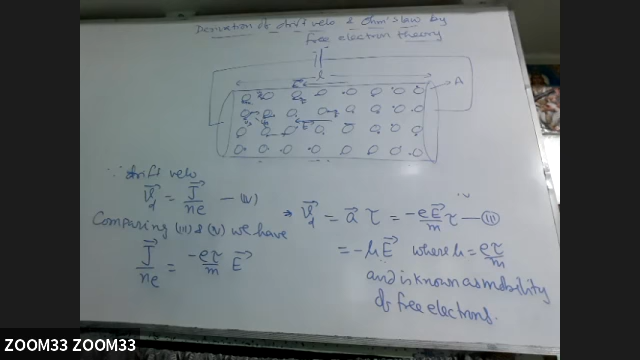 Derivation of drift velo & Ohm's law by
free electron theory
l
E
A
∵ drift velo
v⃗d = J⃗/ne — (IV)
Comparing (III) & (IV) we have
J⃗/ne = -eτ/m E⃗
v⃗d = a⃗ τ = -eE⃗/m τ — (III)
= -μE⃗ where μ = eτ/m
and is known as mobility
of free electrons.
ZOOM33 ZOOM33